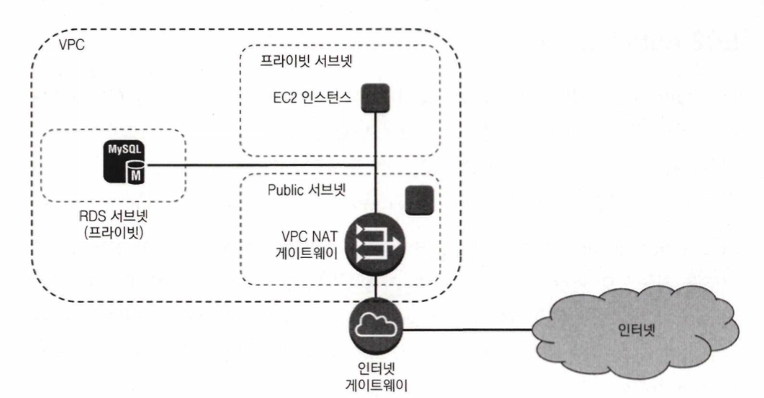 VPC
프라이빗 서브넷
EC2 인스턴스
MySQL
M
RDS 서브넷
(프라이빗)
Public 서브넷
VPC NAT
게이트웨이
인터넷
인터넷
게이트웨이